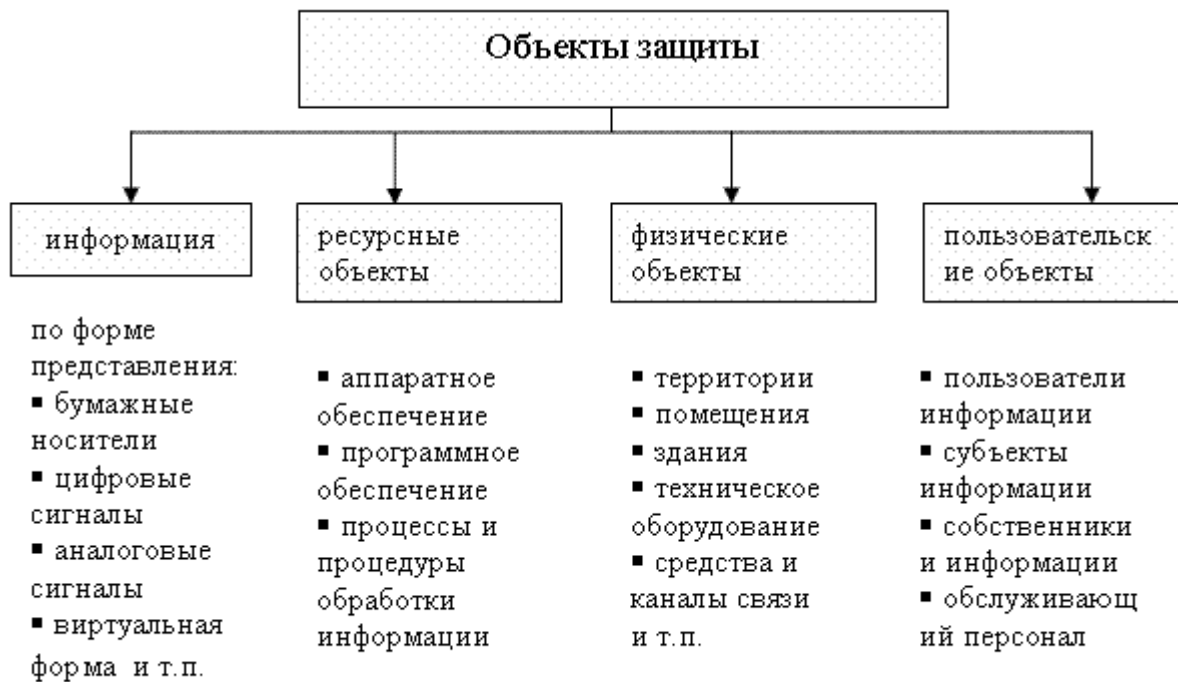 Объекты защиты
информация
по форме
представления:
▪ бумажные
носители
▪ цифровые
сигналы
▪ аналоговые
сигналы
▪ виртуальная
форма и т.п.
ресурсные
объекты
▪ аппаратное
обеспечение
▪ программное
обеспечение
▪ процессы и
процедуры
обработки
информации
физические
объекты
▪ территории
▪ помещения
▪ здания
▪ техническое
оборудование
▪ средства и
каналы связи
и т.п.
пользовательск
ие объекты
▪ пользователи
информации
▪ субъекты
информации
▪ собственники
и информации
▪ обслуживающ
ий персонал